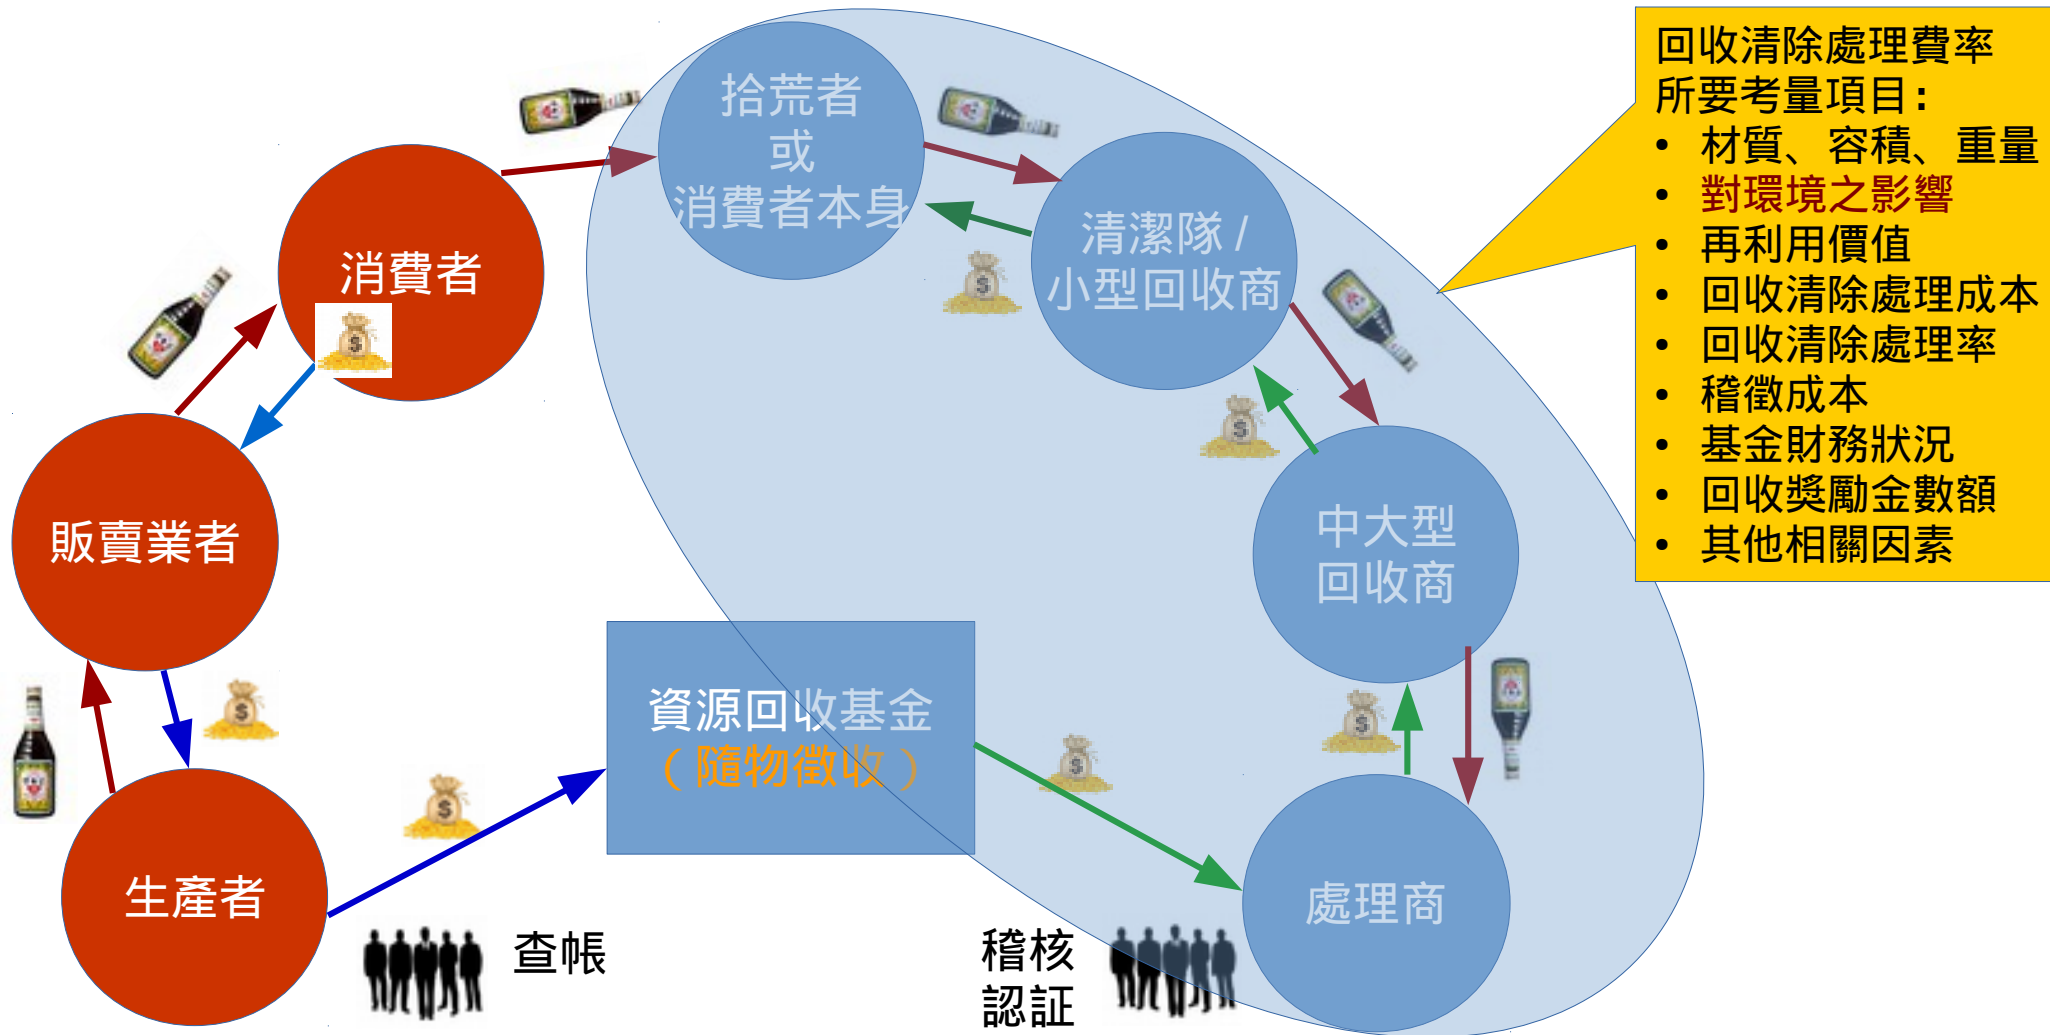 拾荒者
或
消費者本身
清潔隊 /
小型回收商
消費者
販賣業者
生產者
資源回收基金
（隨物徵收）
中大型
回收商
處理商
查帳
稽核
認証
回收清除處理費率
所要考量項目：
• 材質、容積、重量
• 對環境之影響
• 再利用價值
• 回收清除處理成本
• 回收清除處理率
• 稽徵成本
• 基金財務狀況
• 回收獎勵金數額
• 其他相關因素
$
$
$
$
$
$
$